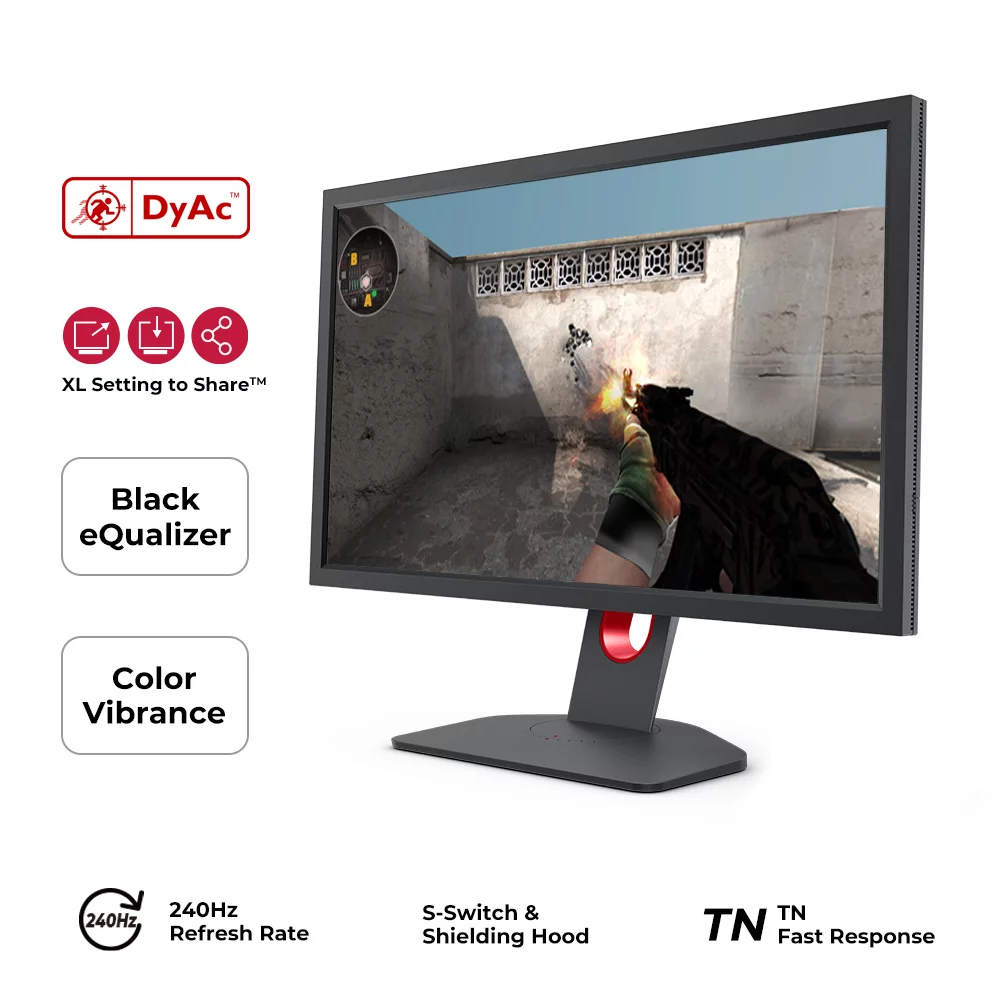 DyAc™
XL Setting to Share™
Black
eQualizer
Color
Vibrance
B
A
240Hz
240Hz
Refresh Rate
S-Switch &
Shielding Hood
TN
TN
Fast Response